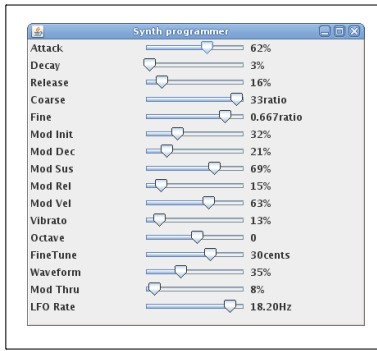 Synth programmer
Attack 62%
Decay 3%
Release 16%
Coarse 33ratio
Fine 0.667ratio
Mod Init 32%
Mod Dec 21%
Mod Sus 69%
Mod Rel 15%
Mod Vel 63%
Vibrato 13%
Octave 0
FineTune 30cents
Waveform 35%
Mod Thru 8%
LFO Rate 18.20Hz